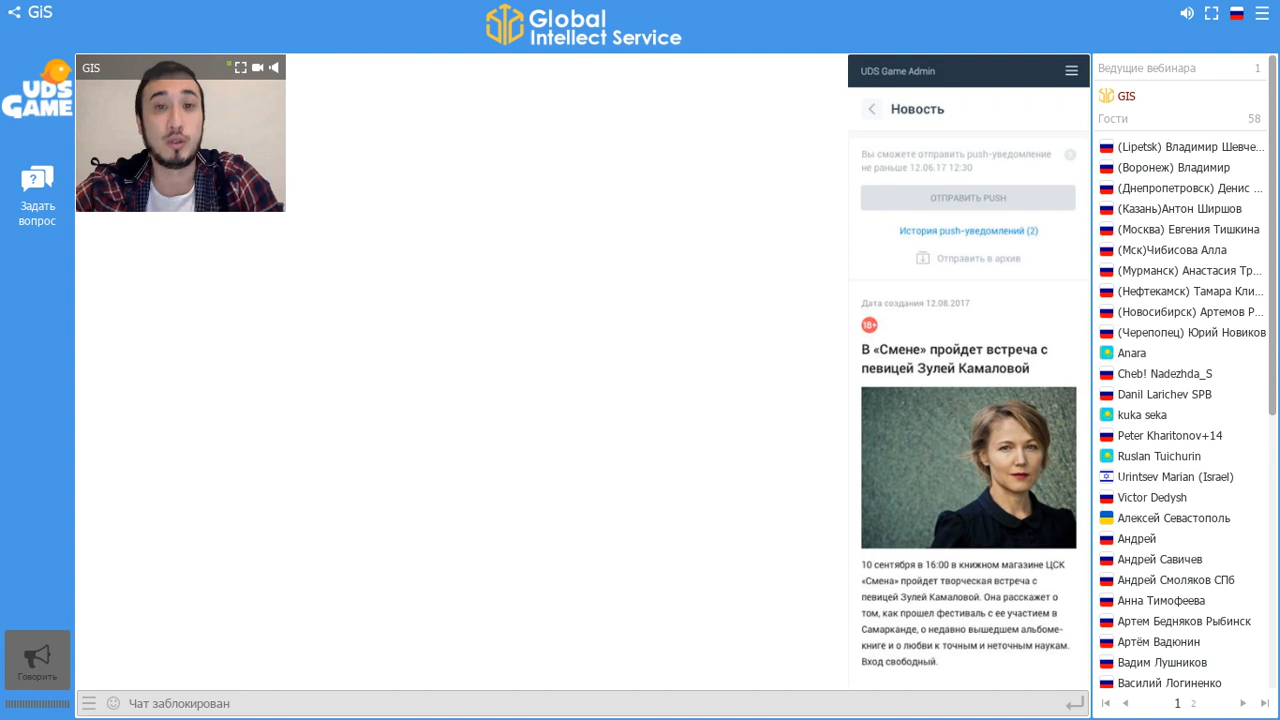 GiS
Global
Intellect Service
UDS
GAME
Задать
вопрос
Говорить
GIS
UDS Game Admin
Новость
Вы сможете отправить push-уведомление
не раньше 12.06.17 12:30
ОТПРАВИТЬ PUSH
История push-уведомлений (2)
Отправить в архив
Дата создания 12.08.2017
18+
В «Смене» пройдет встреча с
певицей Зулей Камаловой
10 сентября в 16:00 в книжном магазине ЦСК
«Смена» пройдет творческая встреча с
певицей Зулей Камаловой. Она расскажет о
том, как прошел фестиваль с ее участием в
Самарканде, о недавно вышедшем альбоме-
книге и о любви к точным и неточным наукам.
Вход свободный.
Чат заблокирован
Ведущие вебинара 1
GIS
Гости 58
(Lipetsk) Владимир Шевче...
(Воронеж) Владимир
(Днепропетровск) Денис ...
(Казань)Антон Ширшов
(Москва) Евгения Тишкина
(Мск)Чибисова Алла
(Мурманск) Анастасия Тр...
(Нефтекамск) Тамара Кли...
(Новосибирск) Артемов Р...
(Черепопец) Юрий Новиков
Anara
Cheb! Nadezhda_S
Danil Larichev SPB
kuka seka
Peter Kharitonov+14
Ruslan Tuichurin
Urintsev Marian (Israel)
Victor Dedysh
Алексей Севастополь
Андрей
Андрей Савичев
Андрей Смоляков СПб
Анна Тимофеева
Артем Бедняков Рыбинск
Артём Вадюнин
Вадим Лушников
Василий Логиненко
1 2